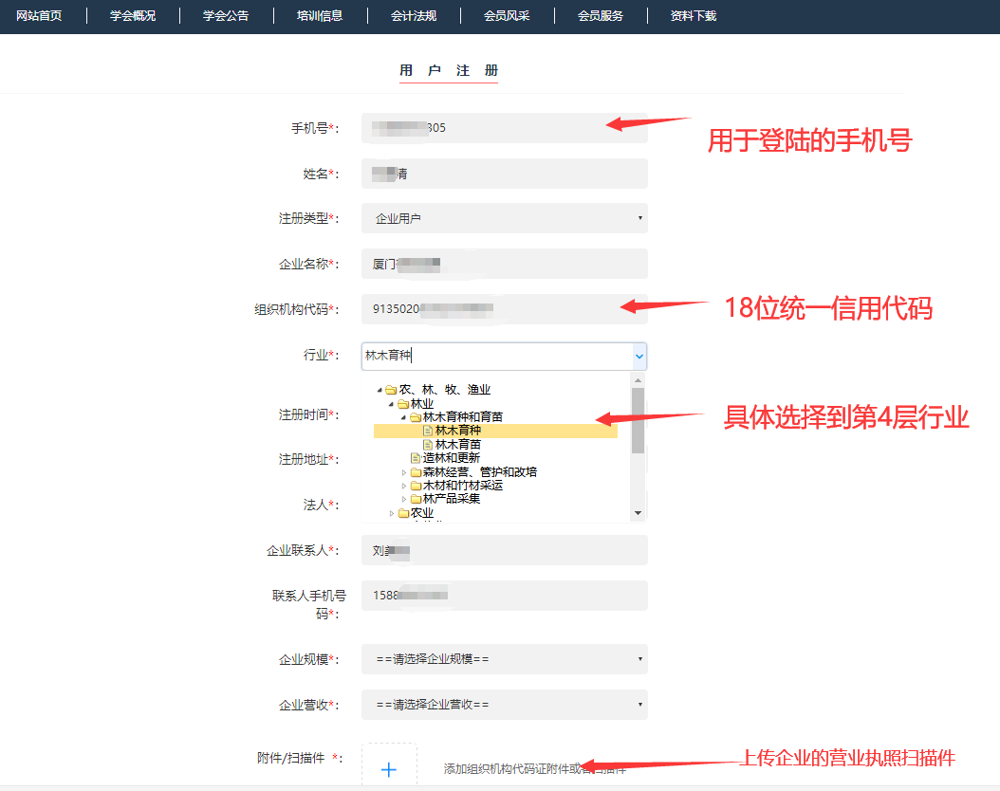 网站首页 学会概况 学会公告 培训信息 会计法规 会员风采 会员服务 资料下载
用 户 注 册
手机号*: 305
用于登陆的手机号
姓名*: 清
注册类型*: 企业用户
企业名称*: 厦门
组织机构代码*: 9135020
18位统一信用代码
行业*: 林木育种
农、林、牧、渔业
林业
注册时间*:
林木育种和育苗
具体选择到第4层行业
林木育种
林木育苗
注册地址*:
造林和更新
森林经营、管护和改培
木材和竹材采运
法人*:
林产品采集
农业
企业联系人*: 刘
联系人手机号
码*: 1588
企业规模*: ==请选择企业规模==
企业营收*: ==请选择企业营收==
附件/扫描件 *:
添加组织机构代码证附件或者扫描件
上传企业的营业执照扫描件